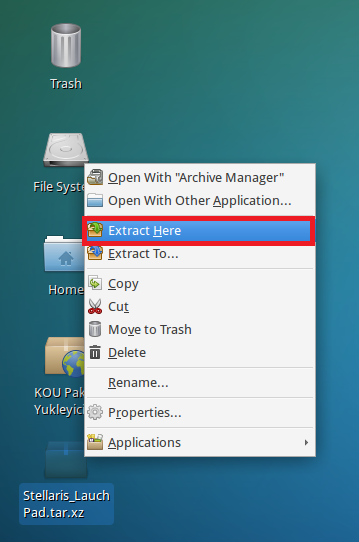 Trash
File Syste
Open With "Archive Manager"
Open With Other Application...
Extract Here
Extract To...
Home
Copy
Cut
Move to Trash
Delete
KOU Pak
Yukleyici
Rename...
Properties...
Applications
Stellaris_Lauch
Pad.tar.xz